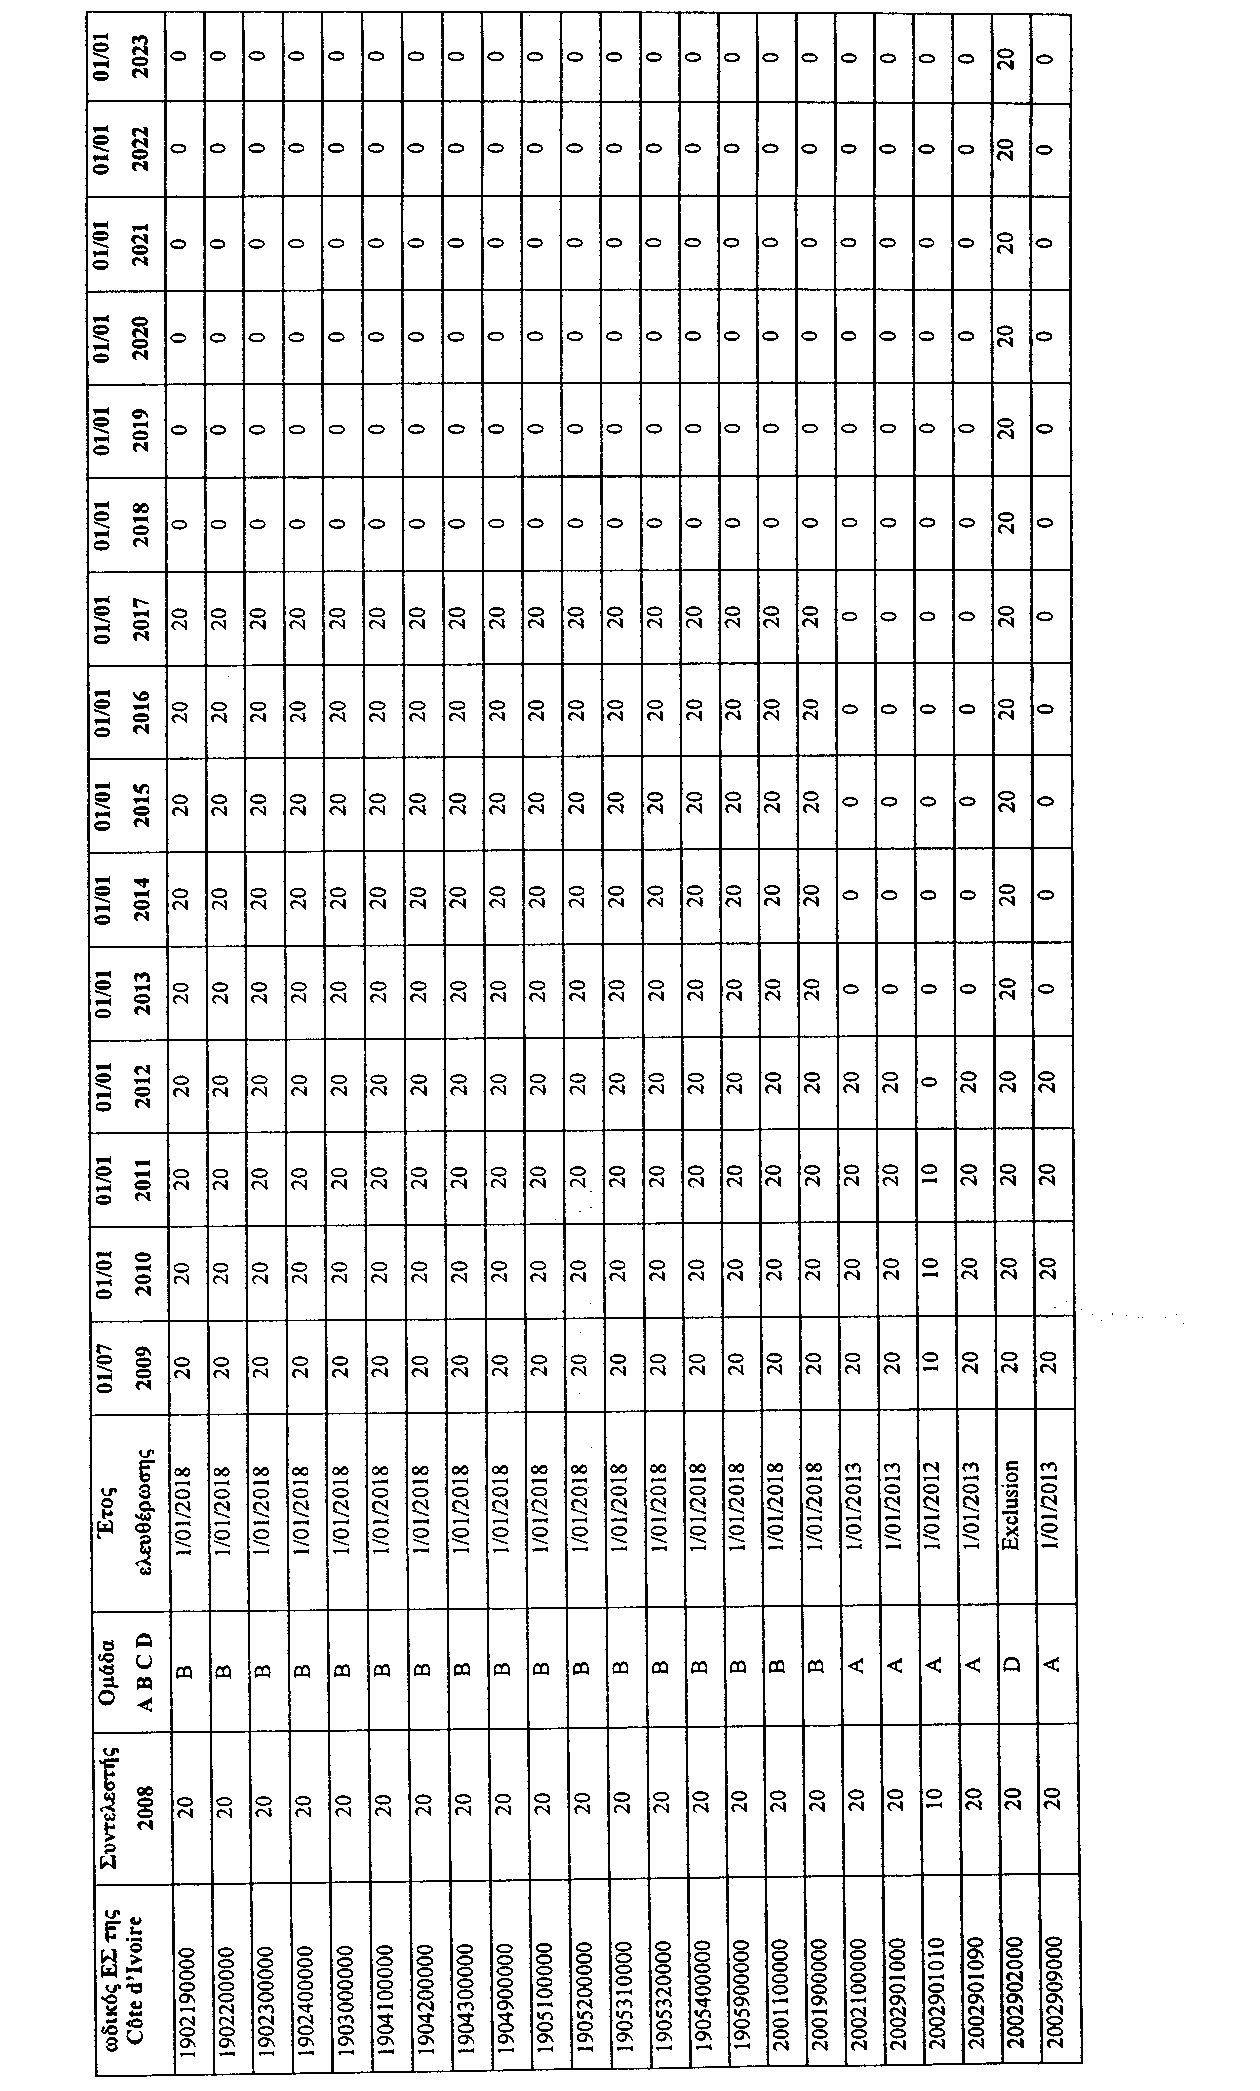 ωδικός ΕΣ της Côte d'Ivoire Συντελεστής 2008 Ομάδα A B C D Έτος ελευθέρωσης 01/07 2009 01/01 2010 01/01 2011 01/01 2012 01/01 2013 01/01 2014 01/01 2015 01/01 2016 01/01 2017 01/01 2018 01/01 2019 01/01 2020 01/01 2021 01/01 2022 01/01 2023
1902190000 20 B 1/01/2018 20 20 20 20 20 20 20 20 20 0 0 0 0 0 0
1902200000 20 B 1/01/2018 20 20 20 20 20 20 20 20 20 0 0 0 0 0 0
1902300000 20 B 1/01/2018 20 20 20 20 20 20 20 20 20 0 0 0 0 0 0
1902400000 20 B 1/01/2018 20 20 20 20 20 20 20 20 20 0 0 0 0 0 0
1903000000 20 B 1/01/2018 20 20 20 20 20 20 20 20 20 0 0 0 0 0 0
1904100000 20 B 1/01/2018 20 20 20 20 20 20 20 20 20 0 0 0 0 0 0
1904200000 20 B 1/01/2018 20 20 20 20 20 20 20 20 20 0 0 0 0 0 0
1904300000 20 B 1/01/2018 20 20 20 20 20 20 20 20 20 0 0 0 0 0 0
1904900000 20 B 1/01/2018 20 20 20 20 20 20 20 20 20 0 0 0 0 0 0
1905100000 20 B 1/01/2018 20 20 20 20 20 20 20 20 20 0 0 0 0 0 0
1905200000 20 B 1/01/2018 20 20 20 20 20 20 20 20 20 0 0 0 0 0 0
1905310000 20 B 1/01/2018 20 20 20 20 20 20 20 20 20 0 0 0 0 0 0
1905320000 20 B 1/01/2018 20 20 20 20 20 20 20 20 20 0 0 0 0 0 0
1905400000 20 B 1/01/2018 20 20 20 20 20 20 20 20 20 0 0 0 0 0 0
1905900000 20 B 1/01/2018 20 20 20 20 20 20 20 20 20 0 0 0 0 0 0
2001100000 20 B 1/01/2018 20 20 20 20 20 20 20 20 20 0 0 0 0 0 0
2001900000 20 B 1/01/2018 20 20 20 20 20 20 20 20 20 0 0 0 0 0 0
2002100000 20 A 1/01/2013 20 20 20 20 0 0 0 0 0 0 0 0 0 0 0
2002901000 20 A 1/01/2013 20 20 20 20 0 0 0 0 0 0 0 0 0 0 0
2002901010 10 A 1/01/2012 10 10 10 0 0 0 0 0 0 0 0 0 0 0 0
2002901090 20 A 1/01/2013 20 20 20 20 0 0 0 0 0 0 0 0 0 0 0
2002902000 20 D Exclusion 20 20 20 20 20 20 20 20 20 20 20 20 20 20 20
2002909000 20 A 1/01/2013 20 20 20 20 0 0 0 0 0 0 0 0 0 0 0